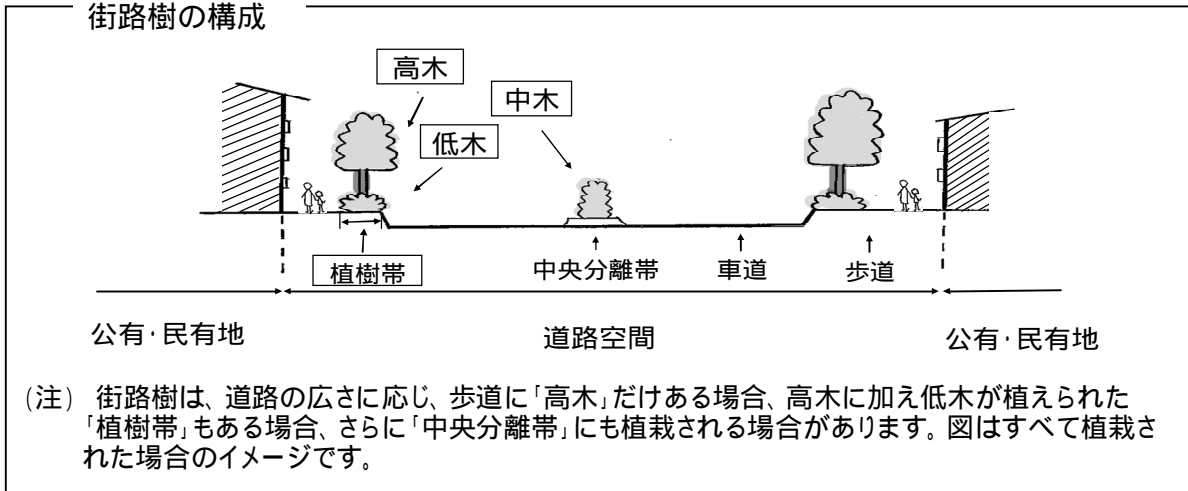 街路樹の構成
高木
中木
低木
植樹帯
中央分離帯
車道
歩道
公有・民有地
道路空間
公有・民有地
(注) 街路樹は、道路の広さに応じ、歩道に「高木」だけある場合、高木に加え低木が植えられた
「植樹帯」もある場合、さらに「中央分離帯」にも植栽される場合があります。図はすべて植栽さ
れた場合のイメージです。